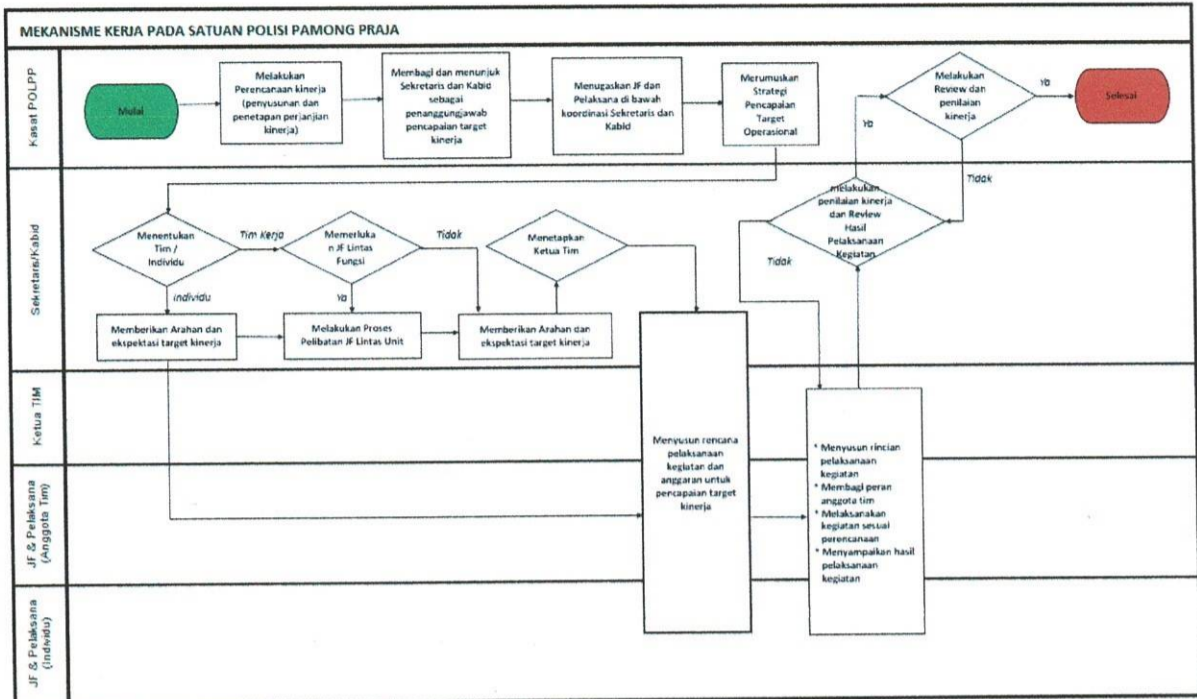 MEKANISME KERJA PADA SATUAN POLISI PAMONG PRAJA
Kasat POLPP
Mulai
Melakukan
Perencanaan kinerja
(penyusunan dan
penetapan perjanjian
kinerja)
Membagi dan menunjuk
Sekretris dan Kabid
sebagai
penanggungjawab
pencapaian target
kinerja
Menugaskan JF dan
Pelaksana di bawah
koordinasi Sekretris dan
Kabid
Merumuskan
Strategi
Pencapaian
Target
Operasional
Melakukan
Review dan
penilaian
kinerja
Ya
Selesai
Ya
Tidak
Sekretaris/Kabid
Menentukan
Tim /
Individu
Tim Kerja
Memerluka
n JF Lintas
Fungsi
Tidak
Menetapkan
Ketua Tim
melakukan
penilaian kinerja
dan Review
Hasil
Pelaksanaan
Kegiatan
Tidak
Individu
Ya
Memberikan Arahan dan
ekspektasi target kinerja
Melakukan Proses
Pelibatan JF Lintas Unit
Memberikan Arahan dan
ekspektasi target kinerja
Ketua TIM
JF & Pelaksana
(Anggota Tim)
JF & Pelaksana
(Individu)
Menyusun rencana
pelaksanaan
kegiatan dan
anggaran untuk
pencapaian target
kinerja
* Menyusun rincian
pelaksanaan
kegiatan
* Membagi peran
anggota tim
* Melaksanakan
kegiatan sesuai
perencanaan
* Menyampaikan hasil
pelaksanaan
kegiatan